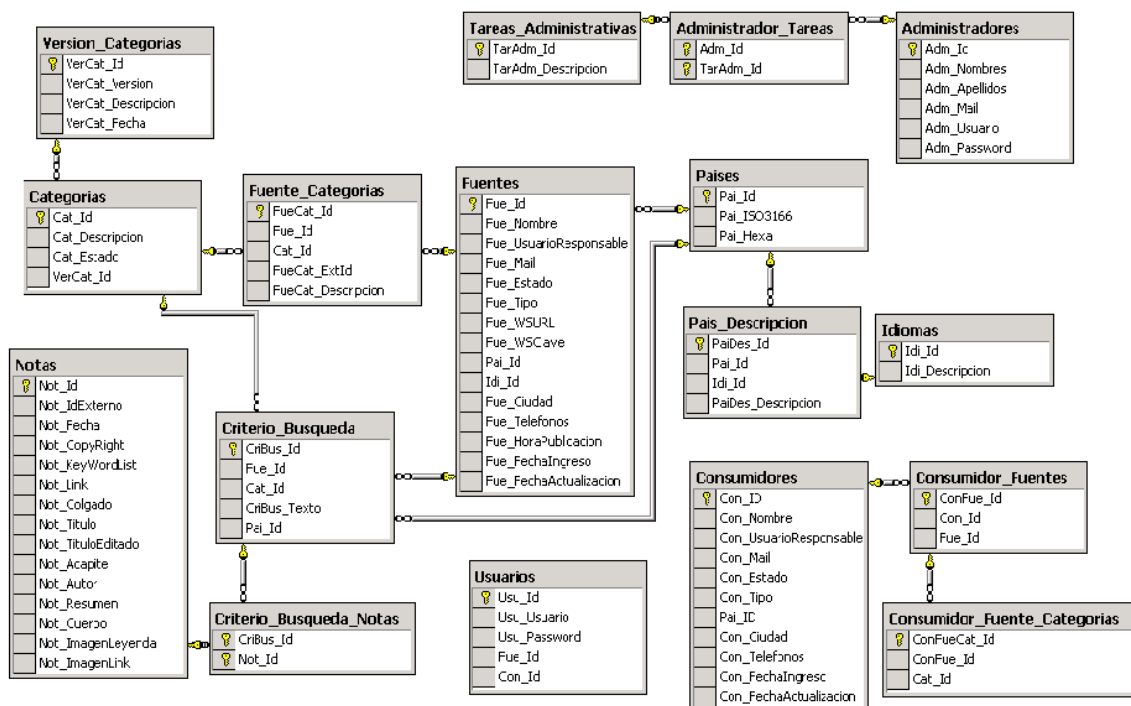 Version_Categorias
VerCat_Id
VerCat_Version
VerCat_Descripcion
VerCat_Fecha
Tareas_Administrativas
TarAdm_Id
TarAdm_Descripcion
Administrador_Tareas
Adm_Id
TarAdm_Id
Administradores
Adm_Ic
Adm_Nombres
Adm_Apellidos
Adm_Mail
Adm_Usuario
Adm_Password
Categorias
Cat_Id
Cat_Descripcion
Cat_Estadc
VerCat_Id
Fuente_Categorias
FueCat_Id
Fue_Id
Cat_Id
FueCat_ExtId
FueCat_Descripcion
Fuentes
Fue_Id
Fue_Nombre
Fue_UsuarioResponsable
Fue_Mail
Fue_Estado
Fue_Tipo
Fue_WSURL
Fue_WSCave
Pai_Id
Idi_Id
Fue_Ciudad
Fue_Telefonos
Fue_HoraPublicacion
Fue_FechaIngreso
Fue_FechaActualizacion
Paises
Pai_Id
Pai_ISO3166
Pai_Hexa
Pais_Descripcion
PaiDes_Id
Pai_Id
Idi_Id
PaiDes_Descripcion
Idiomas
Idi_Id
Idi_Descripcion
Notas
Not_Id
Not_IdExterno
Not_Fecha
Not_CopyRight
Not_KeyWordList
Not_Link
Not_Colgado
Not_Titulo
Not_TituloEditado
Not_Acapite
Not_Autor
Not_Resumen
Not_Cuerpo
Not_ImagenLeyenda
Not_ImagenLink
Criterio_Busqueda
CriBus_Id
Fue_Id
Cat_Id
CriBus_Texto
Pai_Id
Criterio_Busqueda_Notas
CriBus_Id
Not_Id
Usuarios
Usu_Id
Usu_Usuario
Usu_Password
Fue_Id
Con_Id
Consumidores
Con_ID
Con_Nombre
Con_UsuarioResponsable
Con_Mail
Con_Estado
Con_Tipo
Pai_ID
Con_Ciudad
Con_Telefonos
Con_FechaIngresc
Con_FechaActualizacion
Consumidor_Fuentes
ConFue_Id
Con_Id
Fue_Id
Consumidor_Fuente_Categorias
ConFueCat_Id
ConFue_Id
Cat_Id